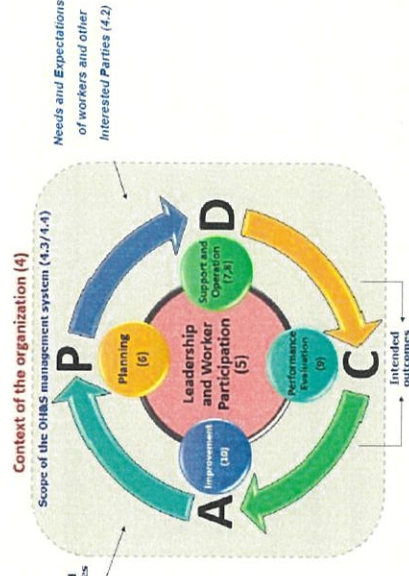 Context of the organization (4)
Scope of the OH&S management system (4.3/4.4)
Needs and Expectations
of workers and other
Interested Parties (4.2)
P
Planning
(6)
A
Improvement
(10)
Leadership
and Worker
Participation
(5)
Support and
Operation
(7,8)
D
Performance
Evaluation
(9)
C
Intended
outcomes